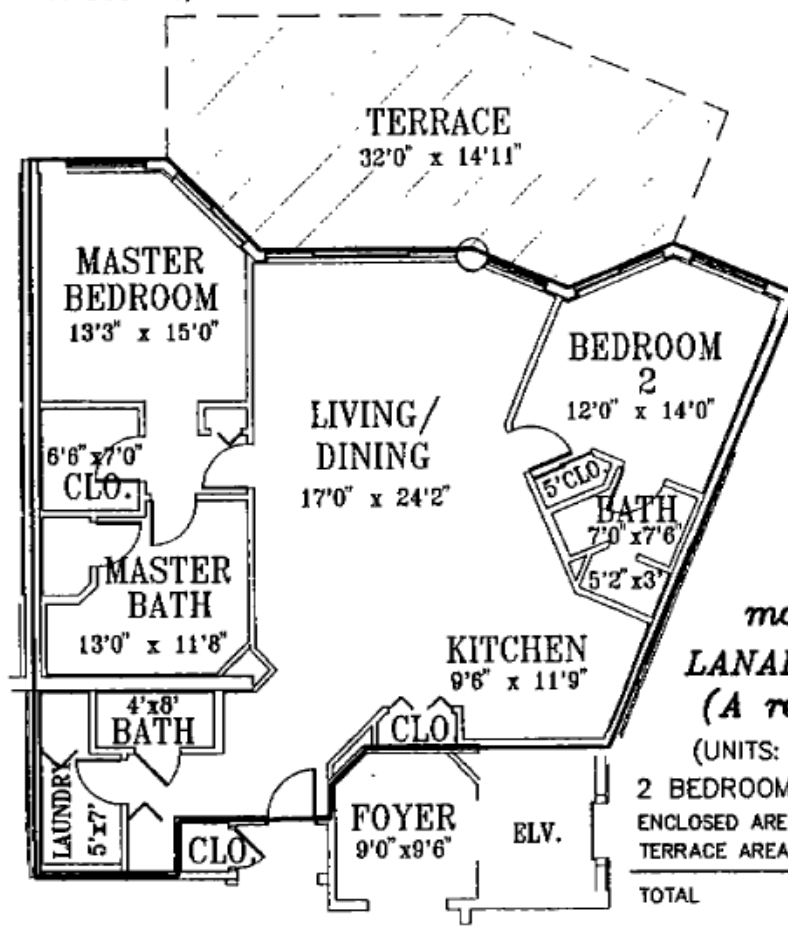 TERRACE
32'0" x 14'11"
MASTER
BEDROOM
13'3" x 15'0"
BEDROOM
2
12'0" x 14'0"
LIVING/
DINING
17'0" x 24'2"
6'6" x7'0"
CLO.
5'CLO.
BATH
7'0"x7'6"
5'2"x3'
MASTER
BATH
13'0" x 11'8"
KITCHEN
9'6" x 11'9"
4'x8'
BATH
CLO
LAUNDRY
5'x7'
CLO
FOYER
9'0"x9'6"
ELV.
(A
(UNITS:
2 BEDROOM
ENCLOSED
TERRACE AREA
TOTAL